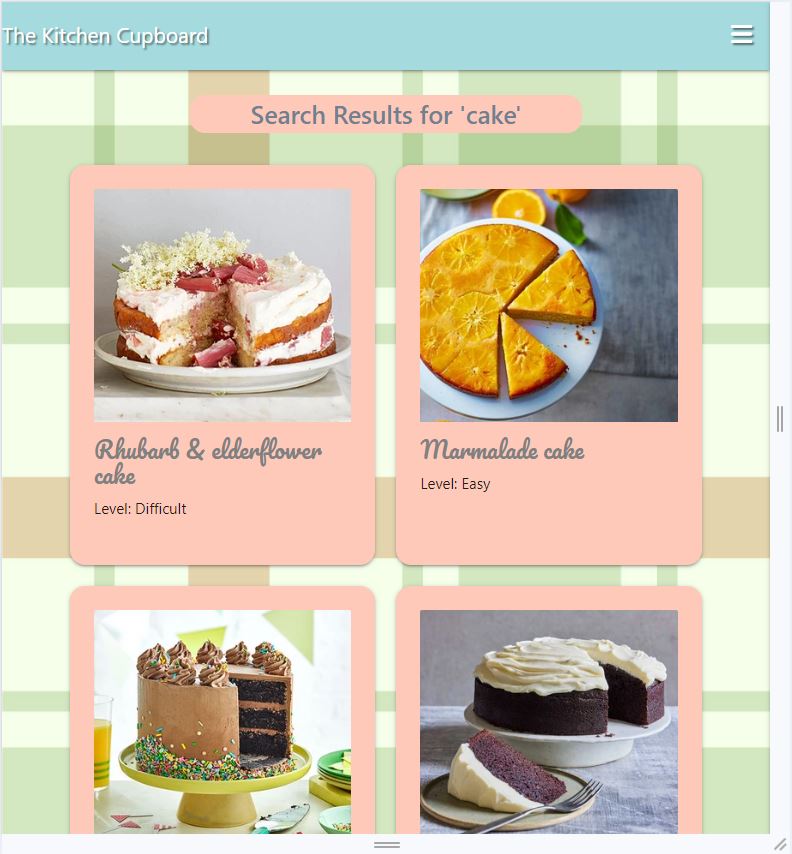 The Kitchen Cupboard
Search Results for 'cake'
Rhubarb & elderflower
cake
Level: Difficult
Marmalade cake
Level: Easy